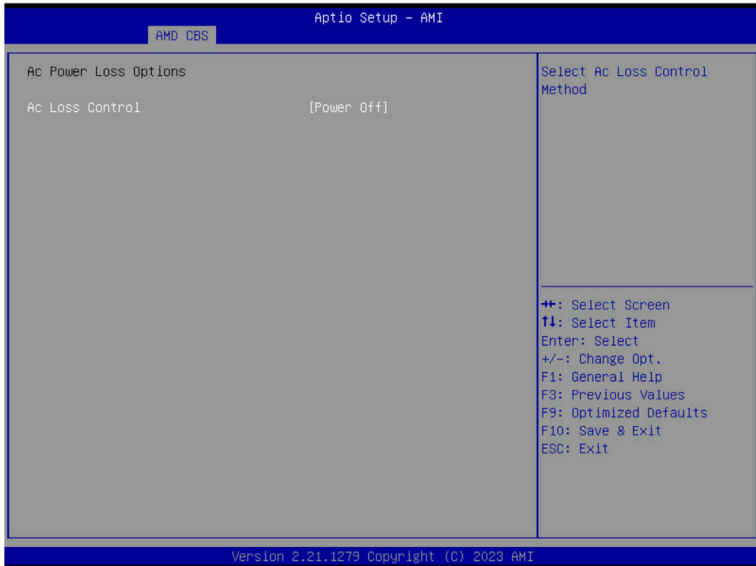 Aptio Setup – AMI
AMD CBS
Ac Power Loss Options
Ac Loss Control [Power Off]
Select Ac Loss Control
Method
→←: Select Screen
↑↓: Select Item
Enter: Select
+/-: Change Opt.
F1: General Help
F3: Previous Values
F9: Optimized Defaults
F10: Save & Exit
ESC: Exit
Version 2.21.1279 Copyright (C) 2023 AMI